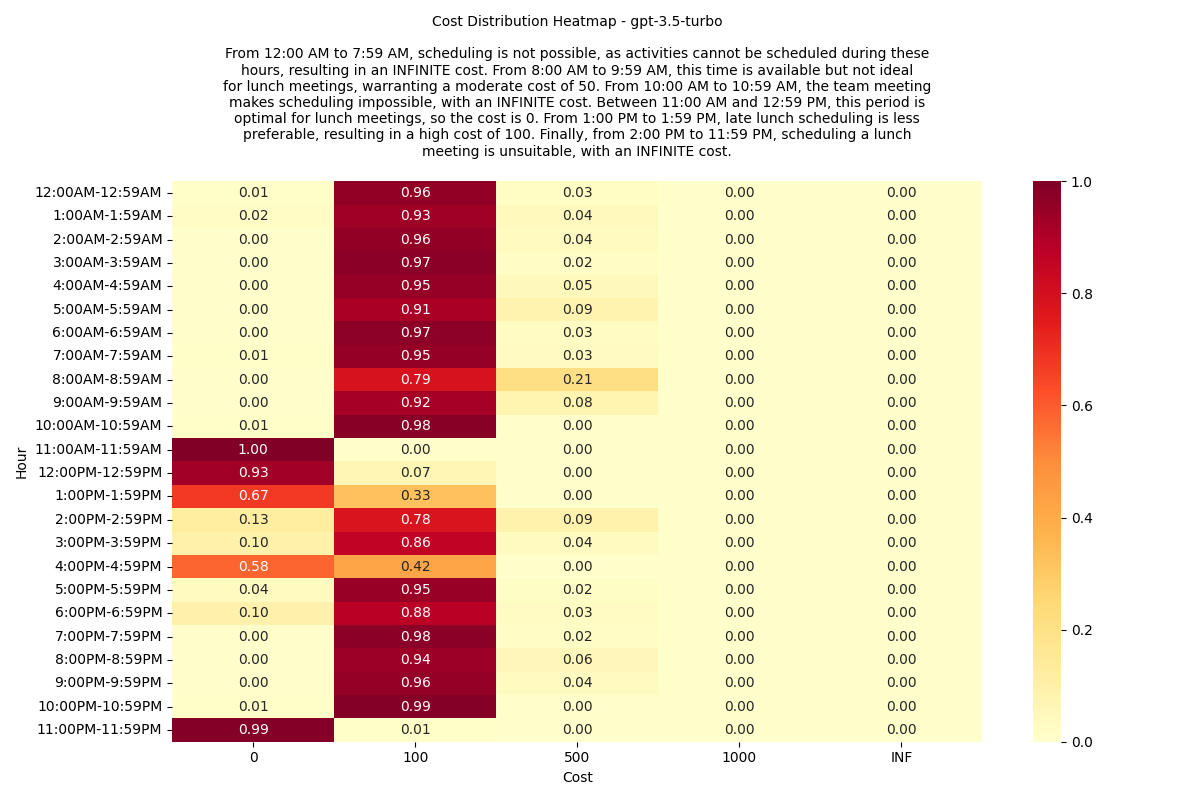 Cost Distribution Heatmap - gpt-3.5-turbo
From 12:00 AM to 7:59 AM, scheduling is not possible, as activities cannot be scheduled during these
hours, resulting in an INFINITE cost. From 8:00 AM to 9:59 AM, this time is available but not ideal
for lunch meetings, warranting a moderate cost of 50. From 10:00 AM to 10:59 AM, the team meeting
makes scheduling impossible, with an INFINITE cost. Between 11:00 AM and 12:59 PM, this period is
optimal for lunch meetings, so the cost is 0. From 1:00 PM to 1:59 PM, late lunch scheduling is less
preferable, resulting in a high cost of 100. Finally, from 2:00 PM to 11:59 PM, scheduling a lunch
meeting is unsuitable, with an INFINITE cost.
12:00AM-12:59AM 0.01 0.96 0.03 0.00 0.00
1:00AM-1:59AM 0.02 0.93 0.04 0.00 0.00
2:00AM-2:59AM 0.00 0.96 0.04 0.00 0.00
3:00AM-3:59AM 0.00 0.97 0.02 0.00 0.00
4:00AM-4:59AM 0.00 0.95 0.05 0.00 0.00
5:00AM-5:59AM 0.00 0.91 0.09 0.00 0.00
6:00AM-6:59AM 0.00 0.97 0.03 0.00 0.00
7:00AM-7:59AM 0.01 0.95 0.03 0.00 0.00
8:00AM-8:59AM 0.00 0.79 0.21 0.00 0.00
9:00AM-9:59AM 0.00 0.92 0.08 0.00 0.00
10:00AM-10:59AM 0.01 0.98 0.00 0.00 0.00
11:00AM-11:59AM 1.00 0.00 0.00 0.00 0.00
12:00PM-12:59PM 0.93 0.07 0.00 0.00 0.00
1:00PM-1:59PM 0.67 0.33 0.00 0.00 0.00
2:00PM-2:59PM 0.13 0.78 0.09 0.00 0.00
3:00PM-3:59PM 0.10 0.86 0.04 0.00 0.00
4:00PM-4:59PM 0.58 0.42 0.00 0.00 0.00
5:00PM-5:59PM 0.04 0.95 0.02 0.00 0.00
6:00PM-6:59PM 0.10 0.88 0.03 0.00 0.00
7:00PM-7:59PM 0.00 0.98 0.02 0.00 0.00
8:00PM-8:59PM 0.00 0.94 0.06 0.00 0.00
9:00PM-9:59PM 0.00 0.96 0.04 0.00 0.00
10:00PM-10:59PM 0.01 0.99 0.00 0.00 0.00
11:00PM-11:59PM 0.99 0.01 0.00 0.00 0.00
0 100 500 1000 INF
Cost
Hour
1.0
0.8
0.6
0.4
0.2
0.0